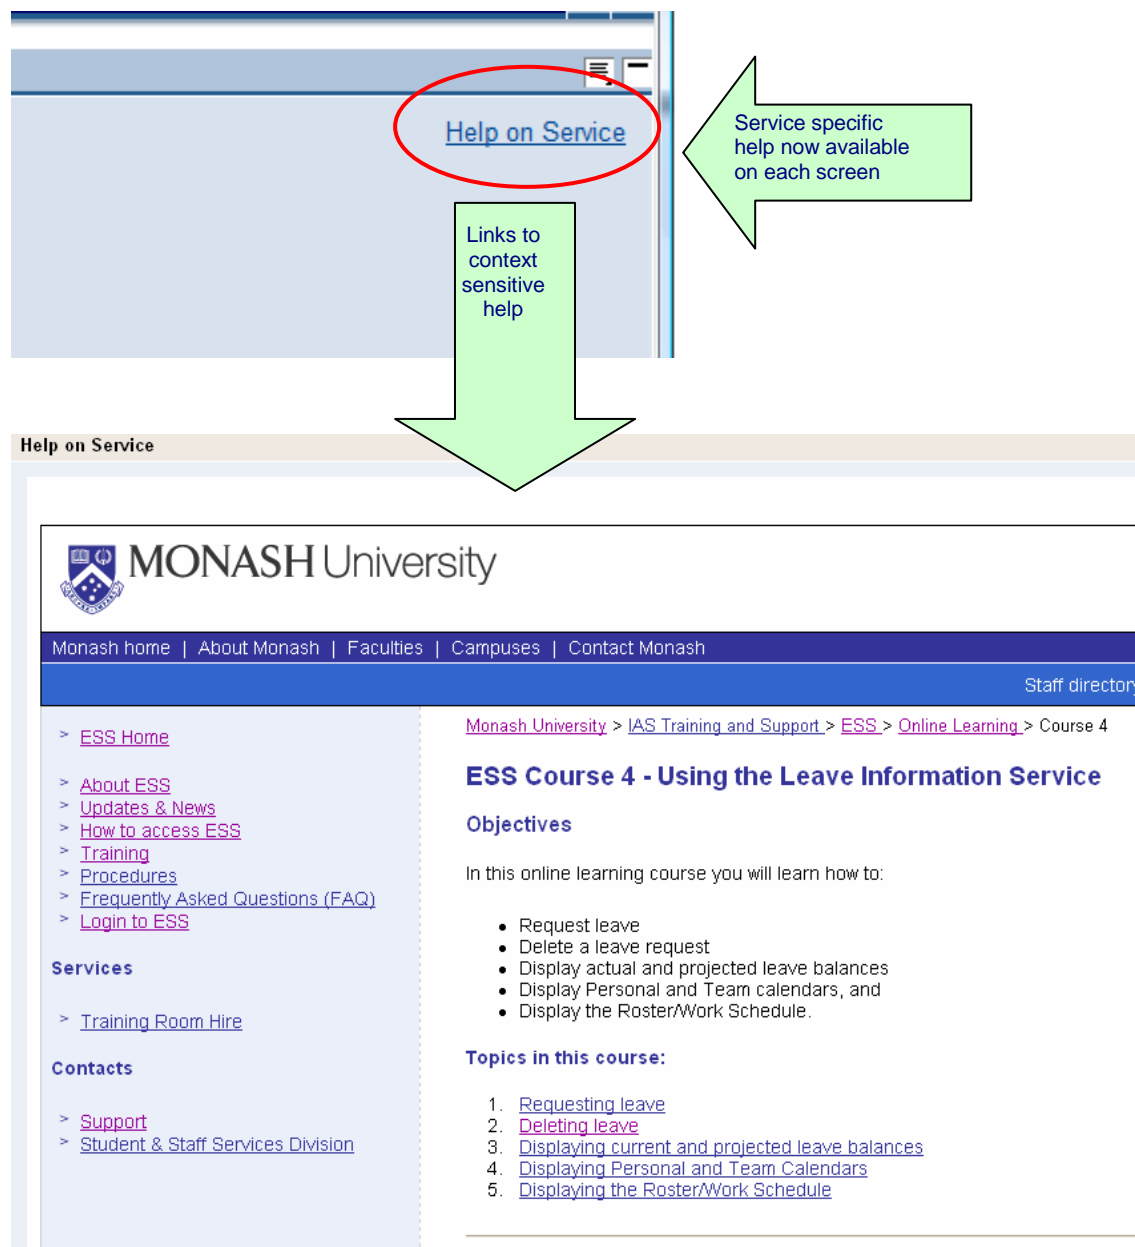 Help on Service
Service specific
help now available
on each screen
Links to
context
sensitive
help
Help on Service
MONASH University
Monash home | About Monash | Faculties | Campuses | Contact Monash
Staff directory
> ESS Home
> About ESS
> Updates & News
> How to access ESS
> Training
> Procedures
> Frequently Asked Questions (FAQ)
> Login to ESS
Services
> Training Room Hire
Contacts
> Support
> Student & Staff Services Division
Monash University > IAS Training and Support > ESS > Online Learning > Course 4
ESS Course 4 - Using the Leave Information Service
Objectives
In this online learning course you will learn how to:
• Request leave
• Delete a leave request
• Display actual and projected leave balances
• Display Personal and Team calendars, and
• Display the Roster/Work Schedule.
Topics in this course:
1. Requesting leave
2. Deleting leave
3. Displaying current and projected leave balances
4. Displaying Personal and Team Calendars
5. Displaying the Roster/Work Schedule